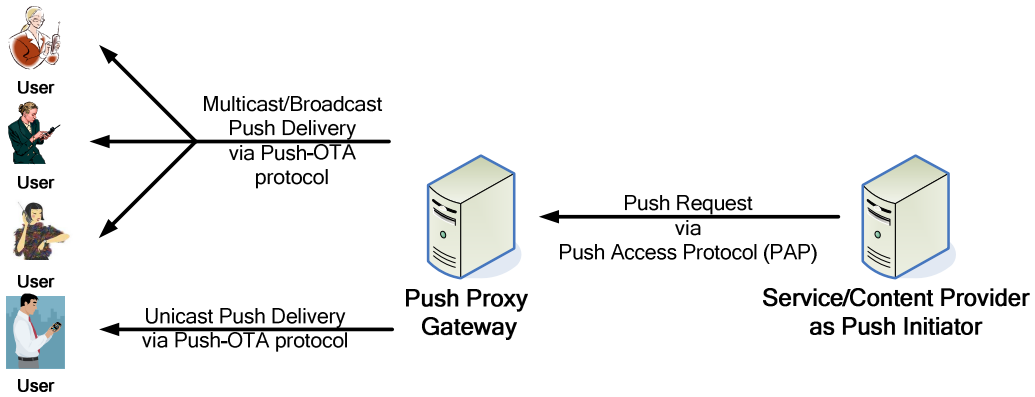 User
User
User
User
Multicast/Broadcast
Push Delivery
via Push-OTA
protocol
Unicast Push Delivery
via Push-OTA protocol
Push Proxy
Gateway
Push Request
via
Push Access Protocol (PAP)
Service/Content Provider
as Push Initiator